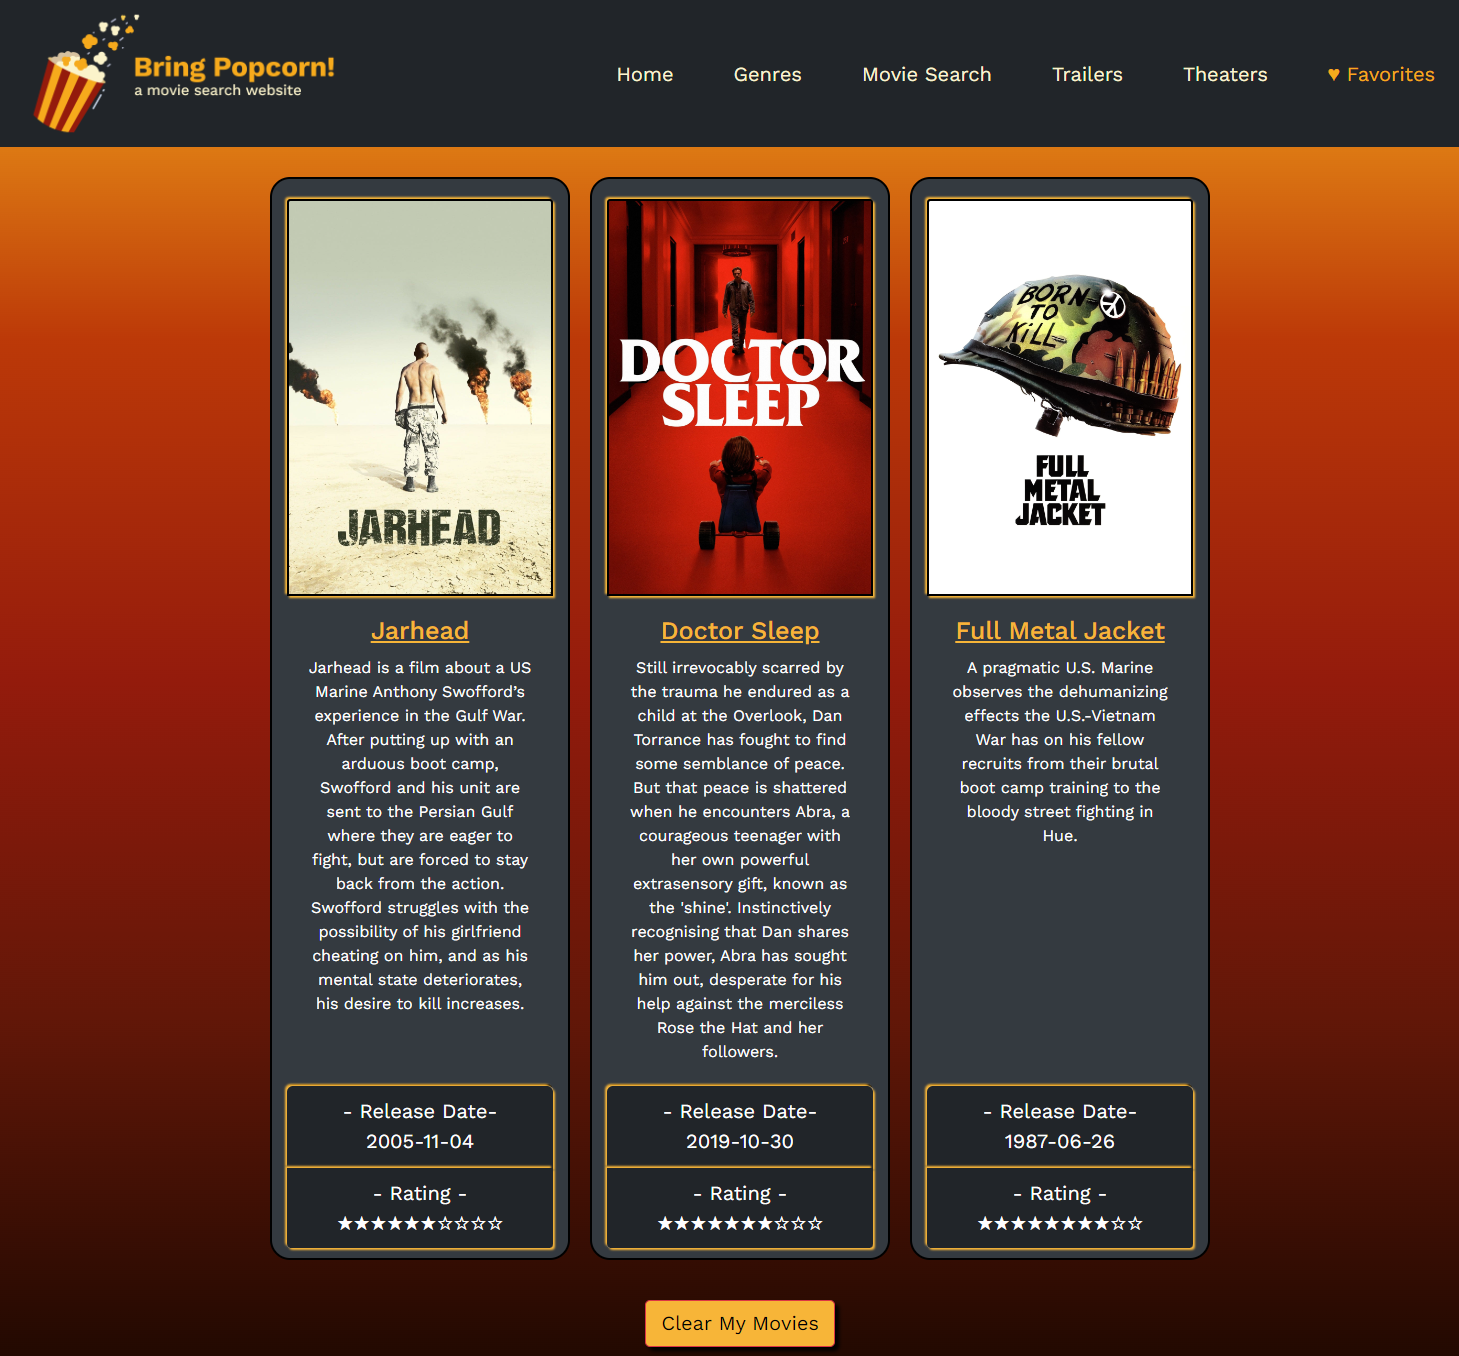 Bring Popcorn!
a movie search website
Home
Genres
Movie Search
Trailers
Theaters
♥ Favorites
JARHEAD
Jarhead
Jarhead is a film about a US
Marine Anthony Swofford’s
experience in the Gulf War.
After putting up with an
arduous boot camp,
Swofford and his unit are
sent to the Persian Gulf
where they are eager to
fight, but are forced to stay
back from the action.
Swofford struggles with the
possibility of his girlfriend
cheating on him, and as his
mental state deteriorates,
his desire to kill increases.
- Release Date-
2005-11-04
- Rating -
★★★★★★☆☆☆☆
DOCTOR
SLEEP
Doctor Sleep
Still irrevocably scarred by
the trauma he endured as a
child at the Overlook, Dan
Torrance has fought to find
some semblance of peace.
But that peace is shattered
when he encounters Abra, a
courageous teenager with
her own powerful
extrasensory gift, known as
the 'shine'. Instinctively
recognising that Dan shares
her power, Abra has sought
him out, desperate for his
help against the merciless
Rose the Hat and her
followers.
- Release Date-
2019-10-30
- Rating -
★★★★★★★☆☆☆
BORN
TO
KiLL
FULL
METAL
JACKET
Full Metal Jacket
A pragmatic U.S. Marine
observes the dehumanizing
effects the U.S.-Vietnam
War has on his fellow
recruits from their brutal
boot camp training to the
bloody street fighting in
Hue.
- Release Date-
1987-06-26
- Rating -
★★★★★★★★☆☆
Clear My Movies